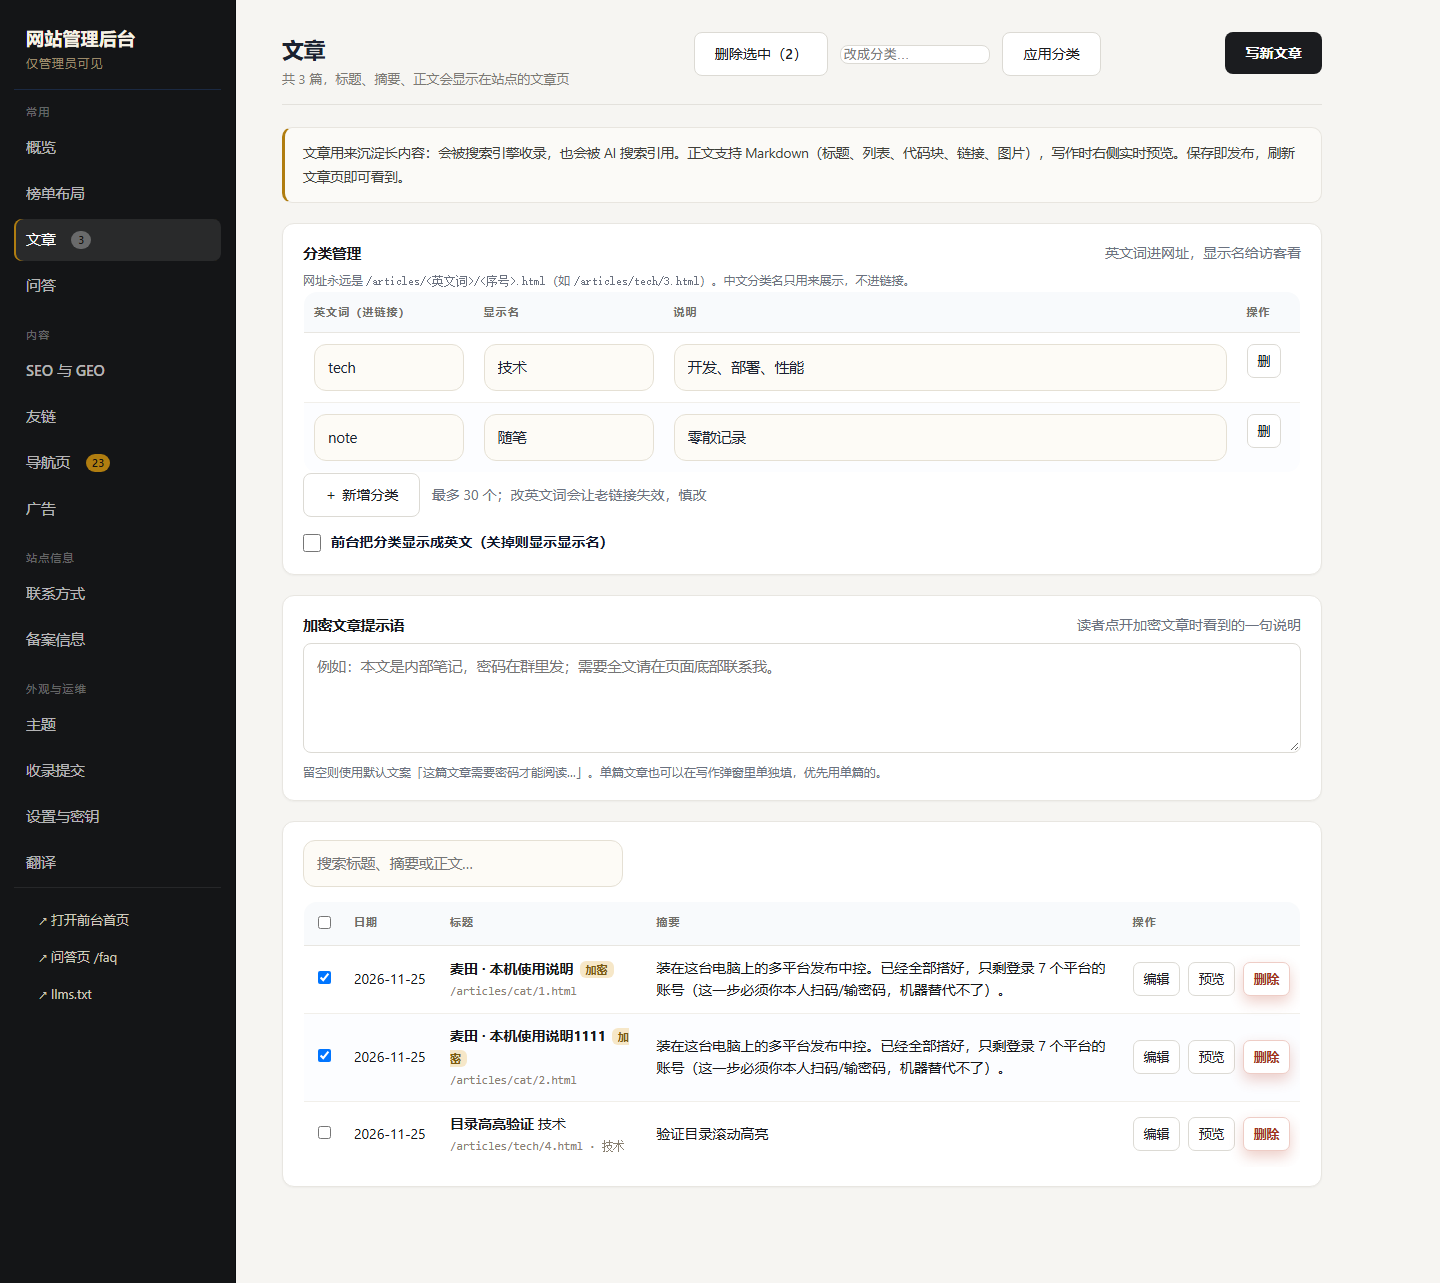 网站管理后台
仅管理员可见
常用
概览
榜单布局
文章 3
问答
内容
SEO 与 GEO
友链
导航页 23
广告
站点信息
联系方式
备案信息
外观与运维
主题
收录提交
设置与密钥
翻译
↗ 打开前台首页
↗ 问答页 /faq
↗ llms.txt
文章
共 3 篇，标题、摘要、正文会显示在站点的文章页
删除选中（2） 改成分类... 应用分类 写新文章
文章用来沉淀长内容：会被搜索引擎收录，也会被 AI 搜索引用。正文支持 Markdown（标题、列表、代码块、链接、图片），写作时右侧实时预览。保存即发布，刷新
文章页即可看到。
分类管理 英文词进网址，显示名给访客看
网址永远是 /articles/<英文词>/<序号>.html（如 /articles/tech/3.html）。中文分类名只用来展示，不进链接。
英文词（进链接） 显示名 说明 操作
tech 技术 开发、部署、性能 删
note 随笔 零散记录 删
+ 新增分类 最多 30 个；改英文词会让老链接失效，慎改
前台把分类显示成英文（关掉则显示显示名）
加密文章提示语 读者点开加密文章时看到的一句说明
例如：本文是内部笔记，密码在群里发；需要全文请在页面底部联系我。
留空则使用默认文案「这篇文章需要密码才能阅读...」。单篇文章也可以在写作弹窗里单独填，优先用单篇的。
搜索标题、摘要或正文...
日期 标题 摘要 操作
2026-11-25 麦田 · 本机使用说明 加密 装在这台电脑上的多平台发布中控。已经全部搭好，只剩登录 7 个平台的 编辑 预览 删除
/articles/cat/1.html 账号（这一步必须你本人扫码/输密码，机器替代不了）。
2026-11-25 麦田 · 本机使用说明1111 加 装在这台电脑上的多平台发布中控。已经全部搭好，只剩登录 7 个平台的 编辑 预览 删除
密 账号（这一步必须你本人扫码/输密码，机器替代不了）。
/articles/cat/2.html
2026-11-25 目录高亮验证 技术 验证目录滚动高亮 编辑 预览 删除
/articles/tech/4.html · 技术